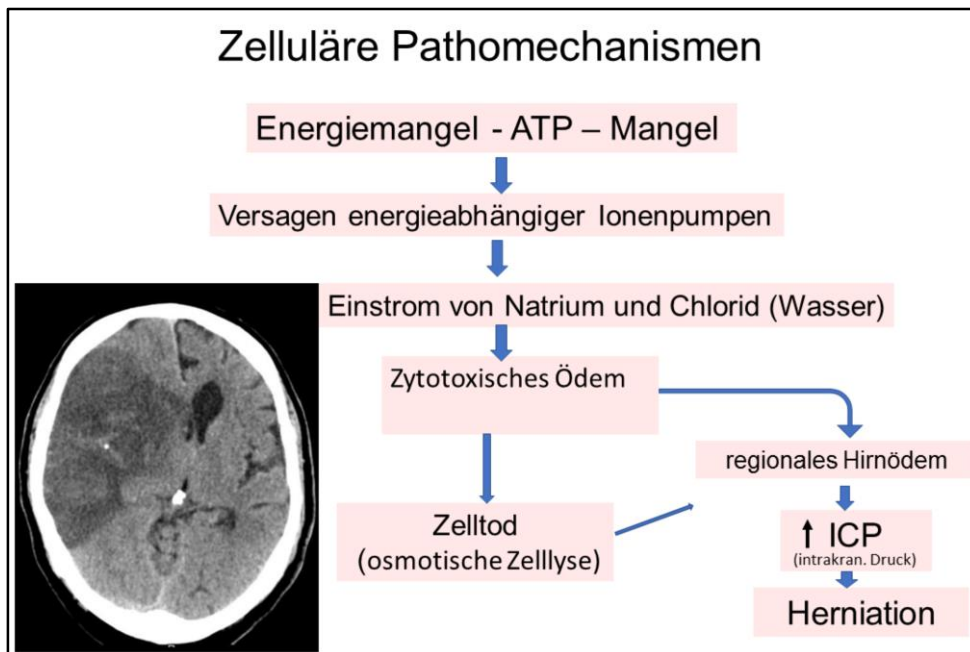 Zelluläre Pathomechanismen
Energiemangel - ATP – Mangel
Versagen energieabhängiger Ionenpumpen
Einstrom von Natrium und Chlorid (Wasser)
Zytotoxisches Ödem
regionales Hirnödem
Zelltod
(osmotische Zelllyse)
↑ ICP
(intrakran. Druck)
Herniation